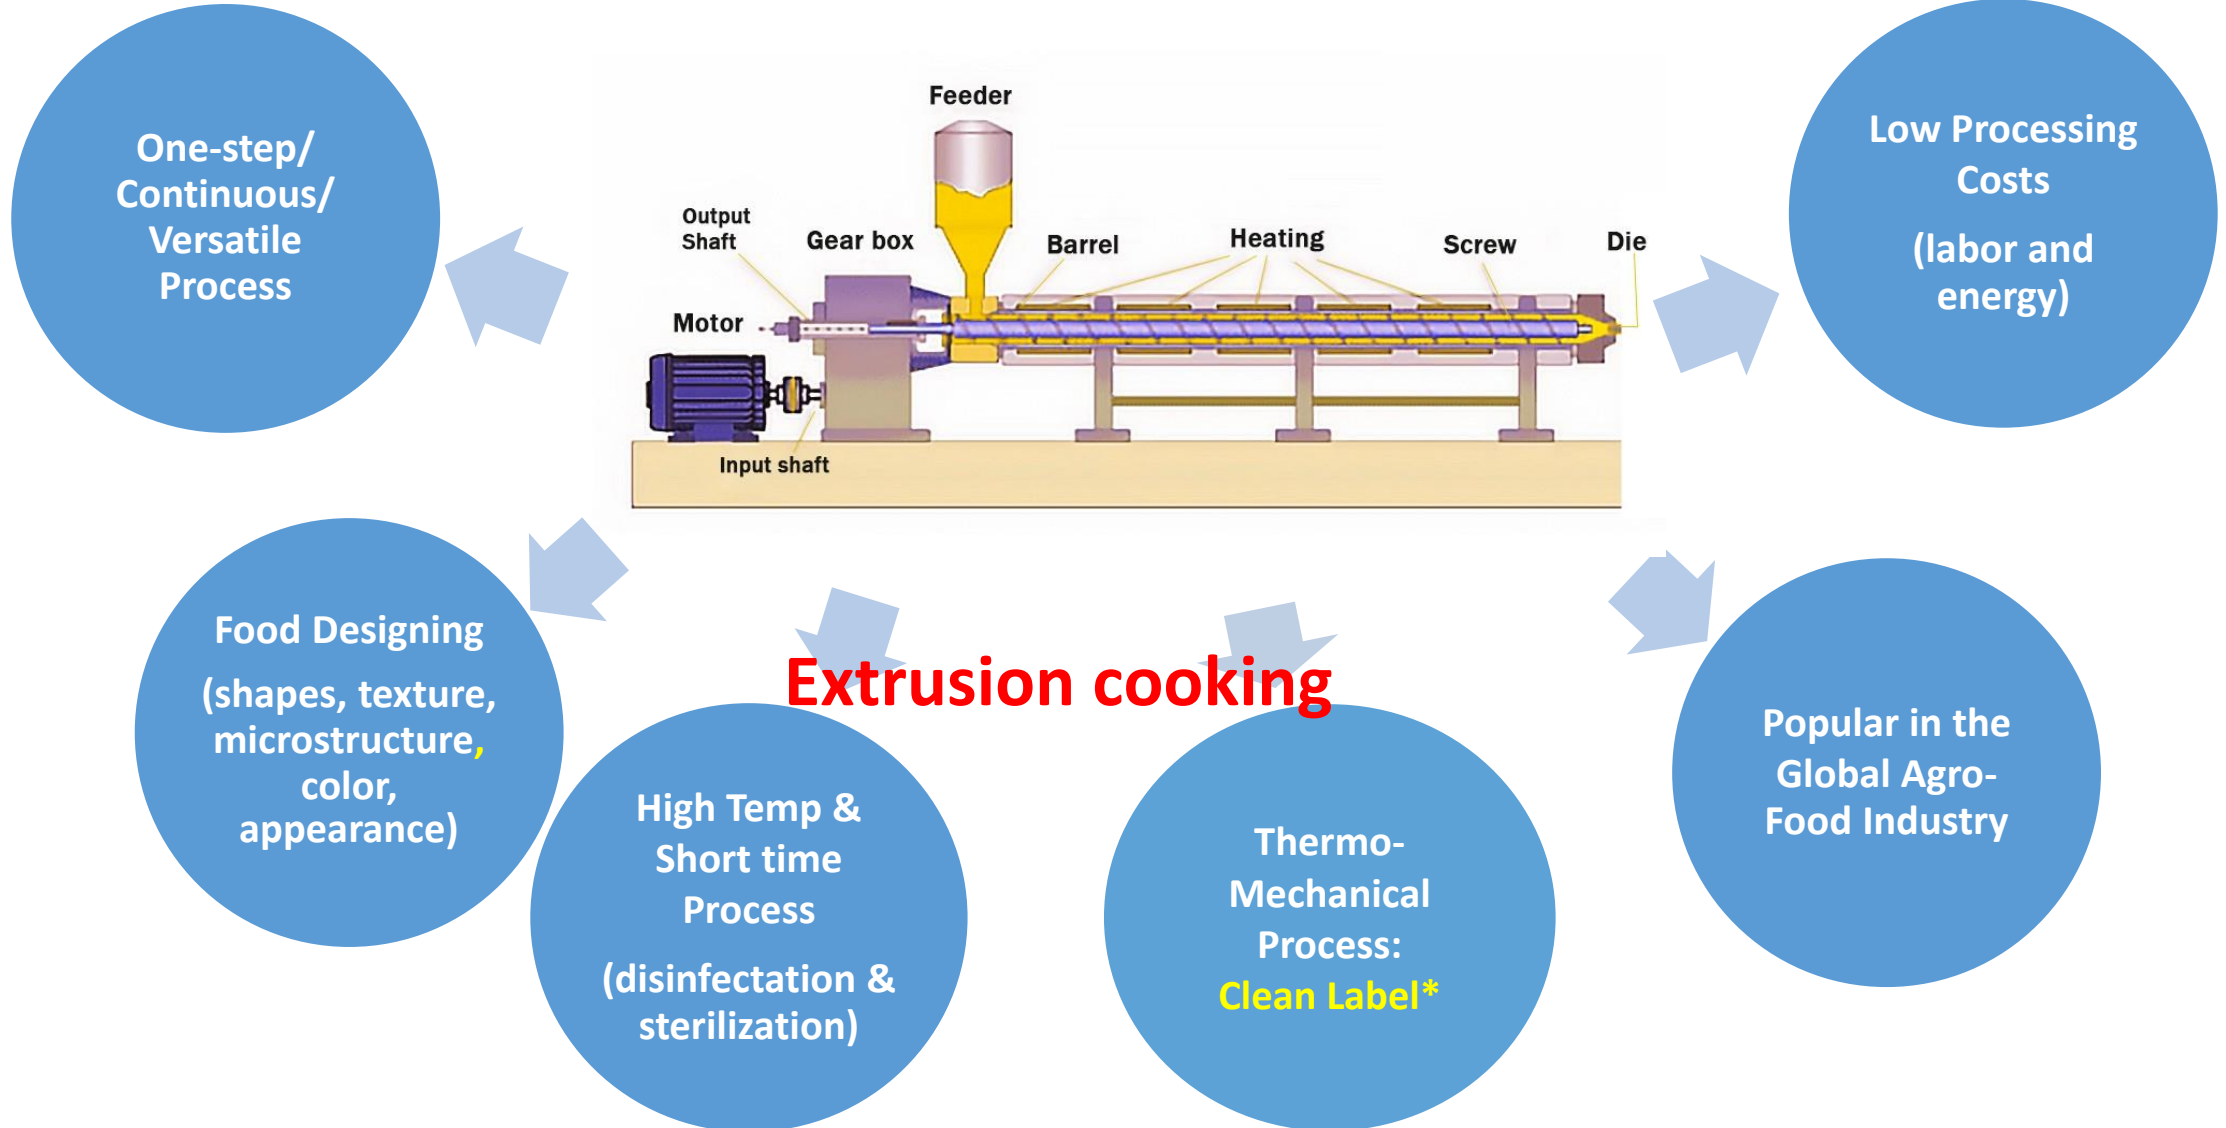 One-step/
Continuous/
Versatile
Process
Feeder
Output
Shaft
Gear box
Barrel
Heating
Screw
Die
Motor
Input shaft
Low Processing
Costs
(labor and
energy)
Food Designing
(shapes, texture,
microstructure,
color,
appearance)
Extrusion cooking
High Temp &
Short time
Process
(disinfectation &
sterilization)
Thermo-
Mechanical
Process:
Clean Label*
Popular in the
Global Agro-
Food Industry